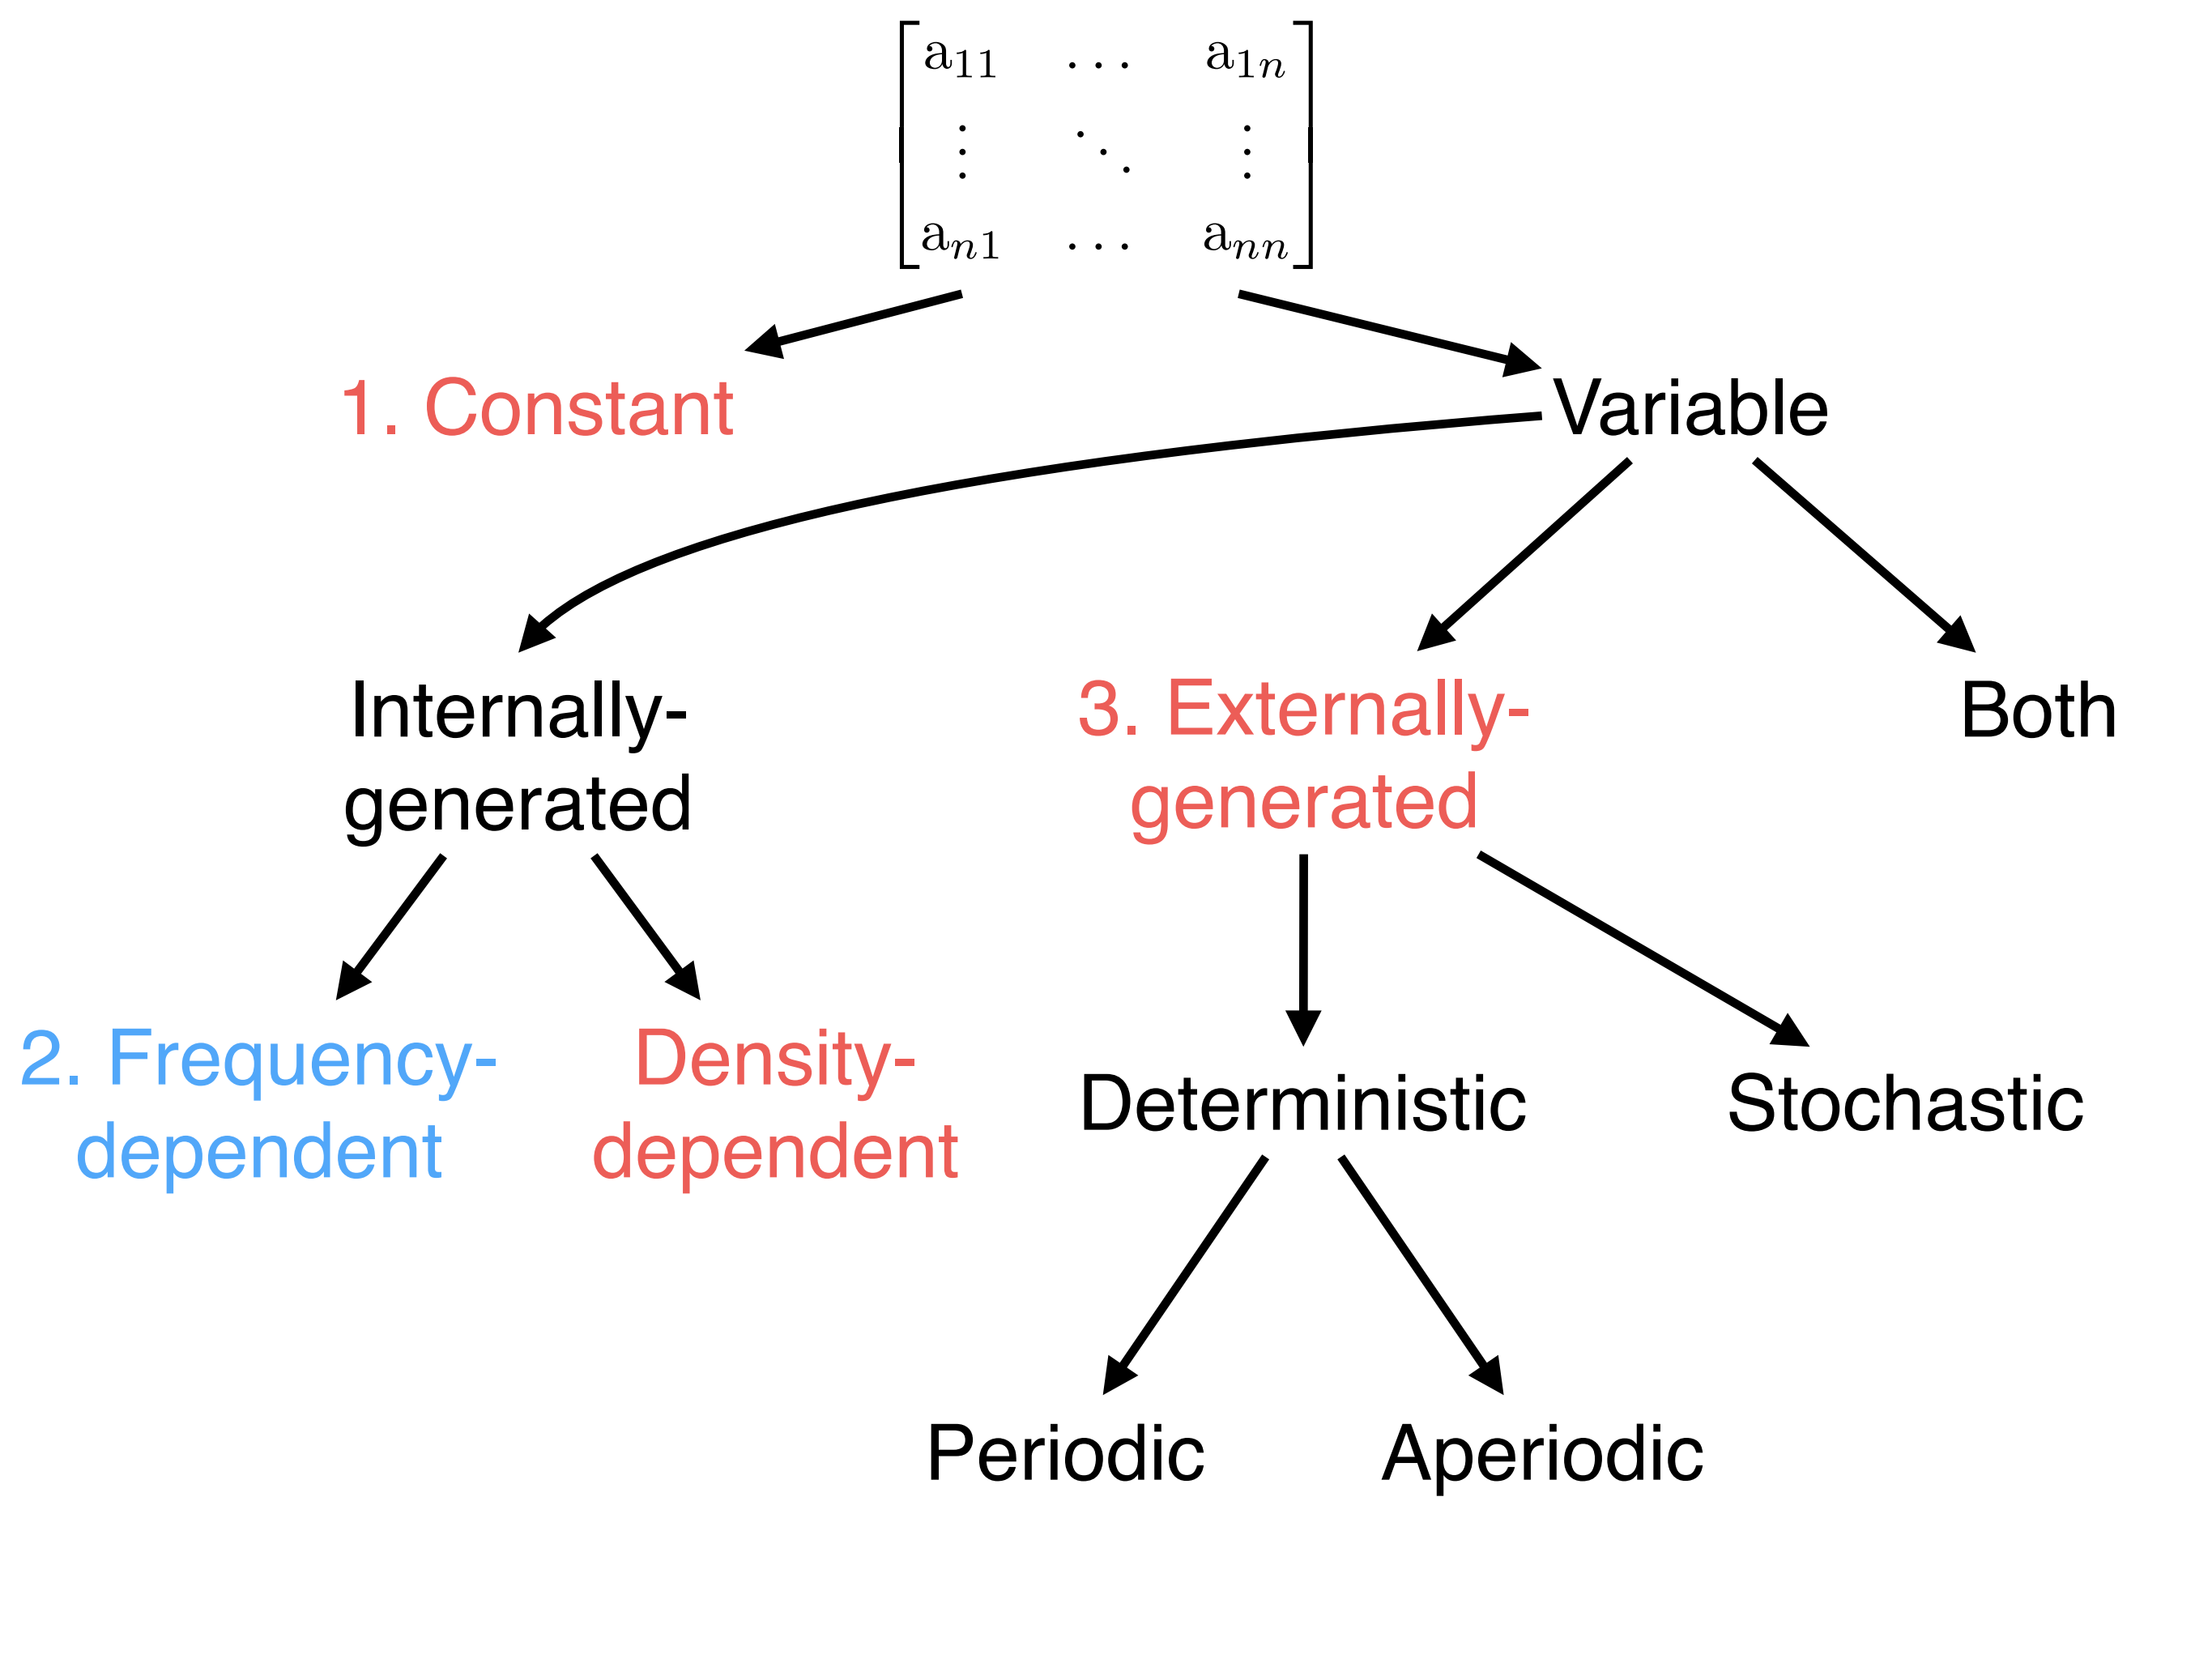 a11 ⋯ a1n
⋮ ⋱ ⋮
an1 ⋯ ann
1. Constant
Variable
Internally-
generated
3. Externally-
generated
Both
2. Frequency-
dependent
Density-
dependent
Deterministic
Stochastic
Periodic
Aperiodic